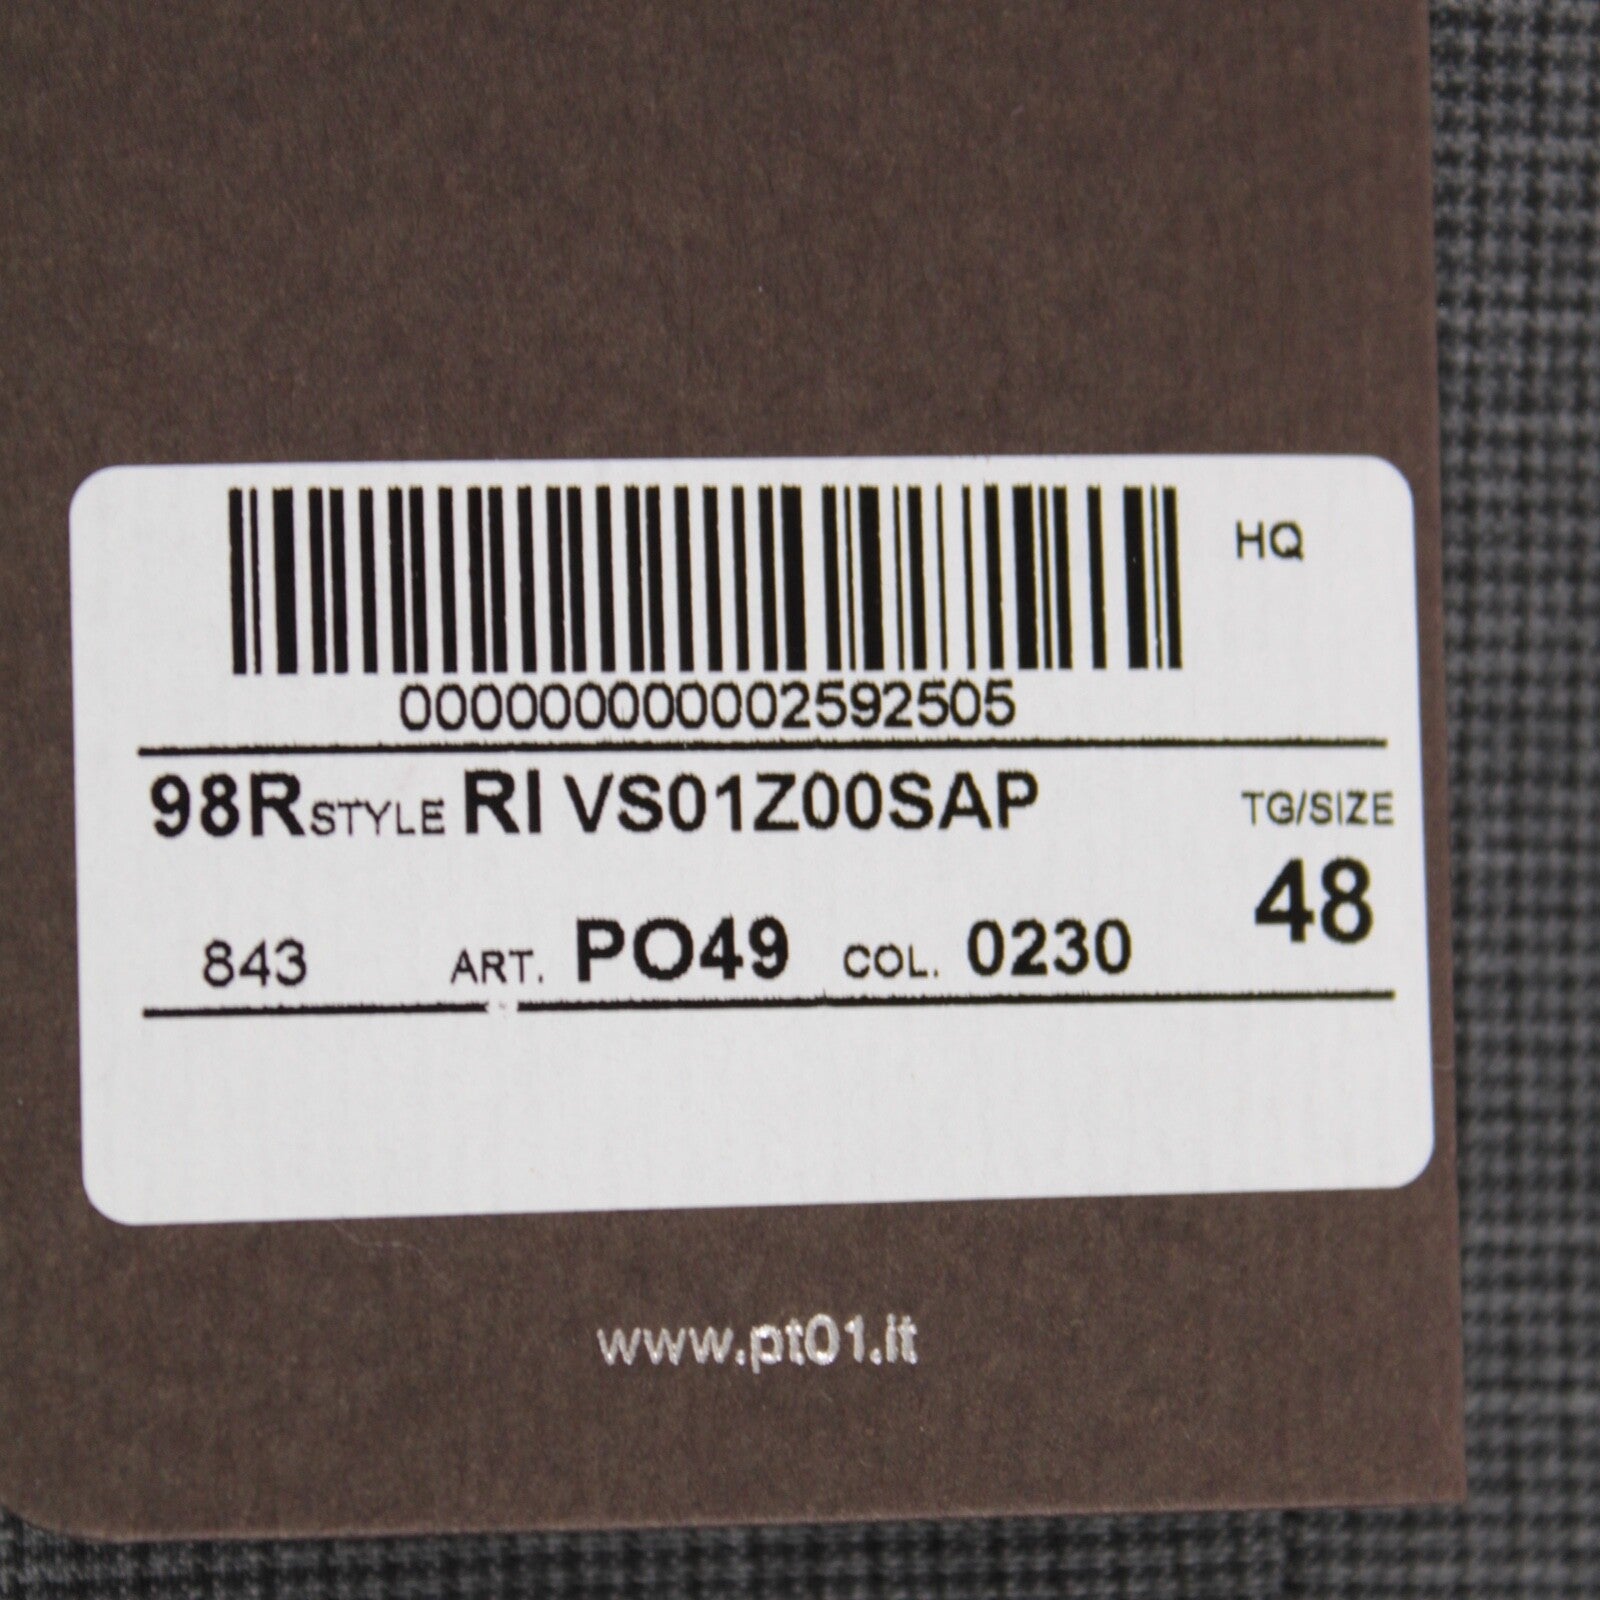 HQ
000000000002592505
98R STYLE RI VS01Z00SAP
TG/SIZE
48
843 ART. PO49 COL. 0230
www.pt01.it